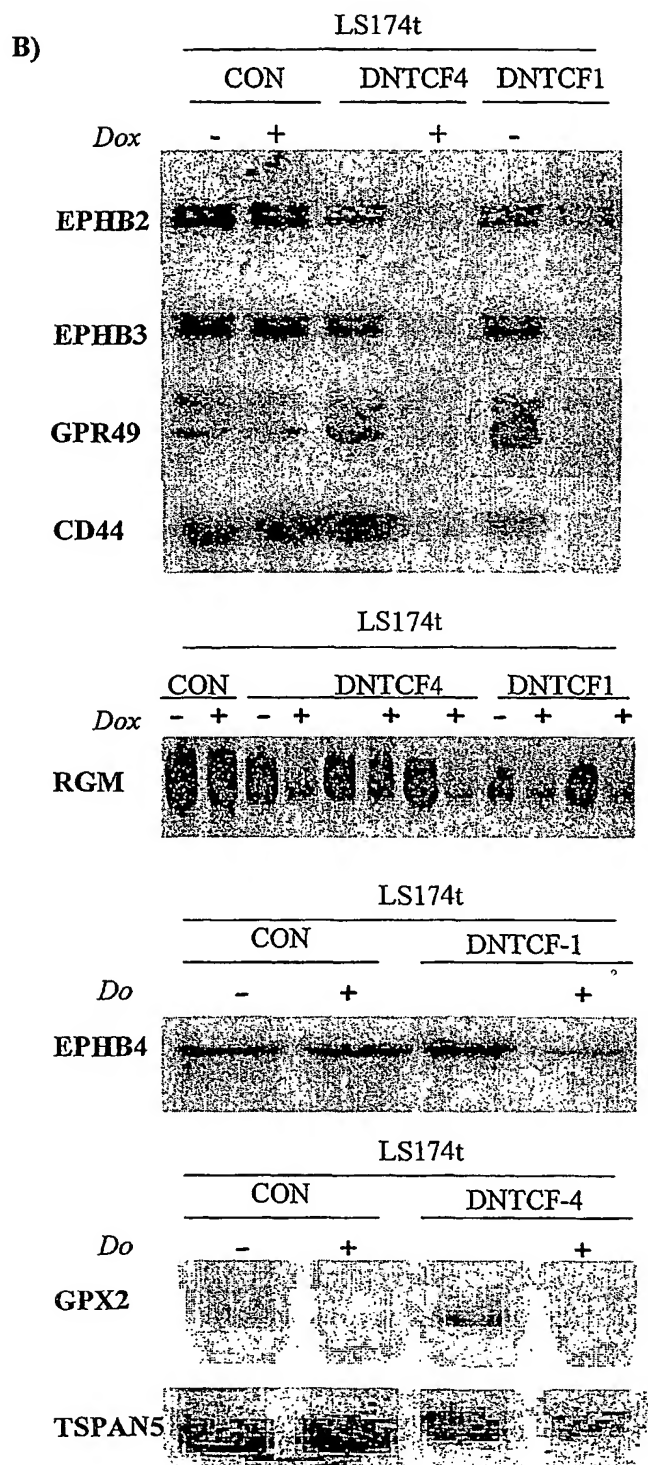 B)
LS174t
CON DNTCF4 DNTCF1
Dox - + + -
EPHB2
EPHB3
GPR49
CD44
LS174t
CON DNTCF4 DNTCF1
Dox - + - + + + - + +
RGM
LS174t
CON DNTCF-1
Do - + +
EPHB4
LS174t
CON DNTCF-4
Do - + +
GPX2
TSPAN5